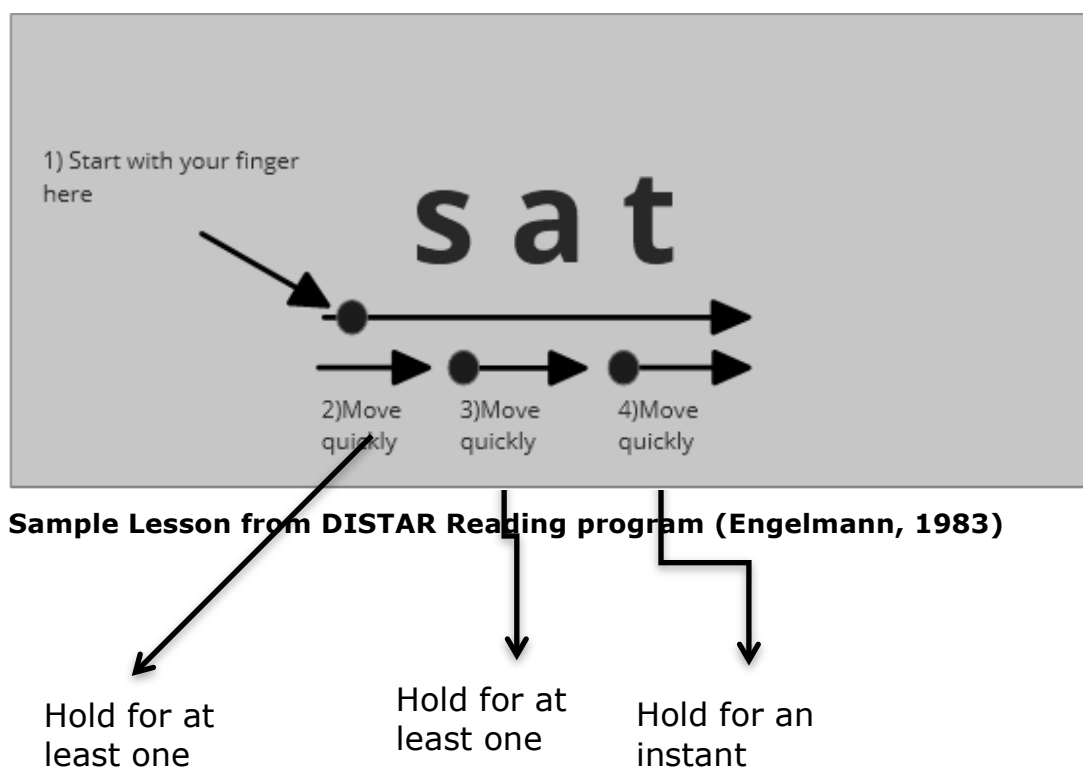 1) Start with your finger
here
s a t
2)Move
quickly
3)Move
quickly
4)Move
quickly
Sample Lesson from DISTAR Reading program (Engelmann, 1983)
Hold for at
least one
Hold for at
least one
Hold for an
instant